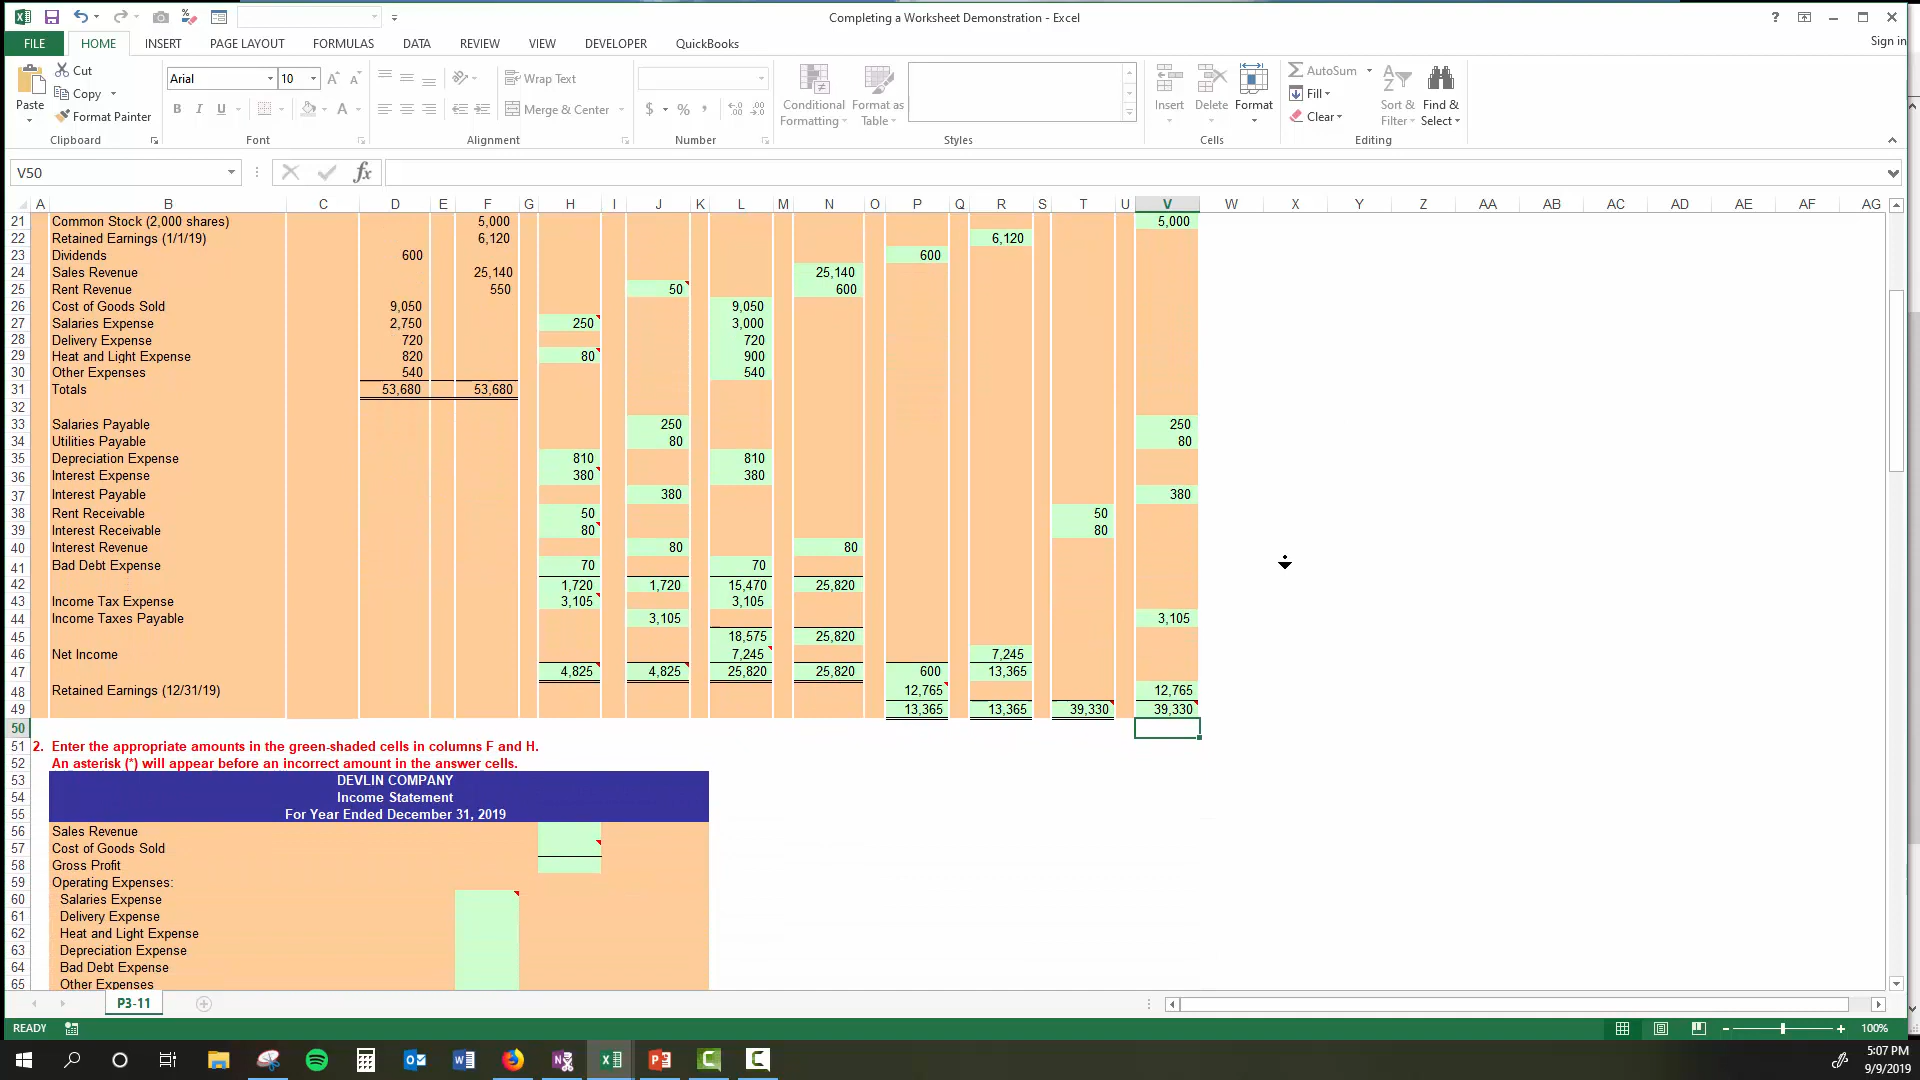 Completing a Worksheet Demonstration - Excel
?
Sign in
FILE HOME INSERT PAGE LAYOUT FORMULAS DATA REVIEW VIEW DEVELOPER QuickBooks
Paste
Cut
Copy
Format Painter
Arial 10
B I U
Wrap Text
Merge & Center
$ % ,
Conditional Formatting
Format as Table
Insert
Delete
Format
AutoSum
Fill
Clear
Sort & Filter
Find & Select
Clipboard Font Alignment Number Styles Cells Editing
V50 fx
A B C D E F G H I J K L M N O P Q R S T U V W X Y Z AA AB AC AD AE AF AG
21 Common Stock (2,000 shares) 5,000 5,000
22 Retained Earnings (1/1/19) 6,120 6,120
23 Dividends 600 600
24 Sales Revenue 25,140 25,140
25 Rent Revenue 550 50 600
26 Cost of Goods Sold 9,050 9,050
27 Salaries Expense 2,750 250 3,000
28 Delivery Expense 720 720
29 Heat and Light Expense 820 80 900
30 Other Expenses 540 540
31 Totals 53,680 53,680
32
33 Salaries Payable 250 250
34 Utilities Payable 80 80
35 Depreciation Expense 810 810
36 Interest Expense 380 380
37 Interest Payable 380 380
38 Rent Receivable 50 50
39 Interest Receivable 80 80
40 Interest Revenue 80 80
41 Bad Debt Expense 70 70
42 1,720 1,720 15,470 25,820
43 Income Tax Expense 3,105 3,105
44 Income Taxes Payable 3,105 3,105
45 18,575 25,820
46 Net Income 7,245 7,245
47 4,825 4,825 25,820 25,820 600 13,365
48 Retained Earnings (12/31/19) 12,765 12,765
49 13,365 13,365 39,330 39,330
50
51 2. Enter the appropriate amounts in the green-shaded cells in columns F and H.
52 An asterisk (*) will appear before an incorrect amount in the answer cells.
53 DEVLIN COMPANY
54 Income Statement
55 For Year Ended December 31, 2019
56 Sales Revenue
57 Cost of Goods Sold
58 Gross Profit
59 Operating Expenses:
60 Salaries Expense
61 Delivery Expense
62 Heat and Light Expense
63 Depreciation Expense
64 Bad Debt Expense
65 Other Expenses
P3-11
READY 100%
5:07 PM
9/9/2019